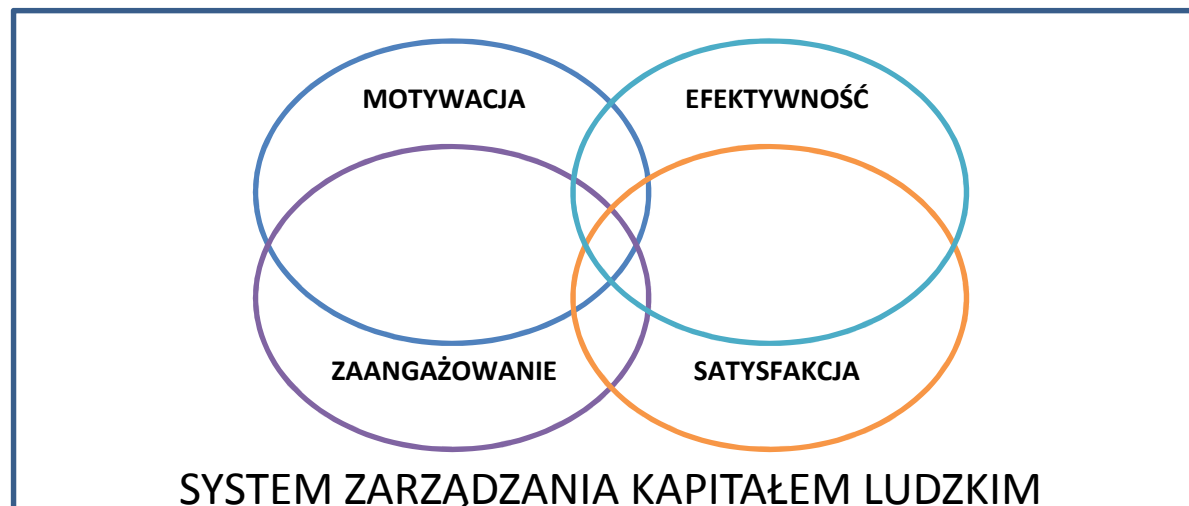 MOTYWACJA EFEKTYWNOŚĆ
ZAANGAŻOWANIE SATYSFAKCJA
SYSTEM ZARZĄDZANIA KAPITAŁEM LUDZKIM